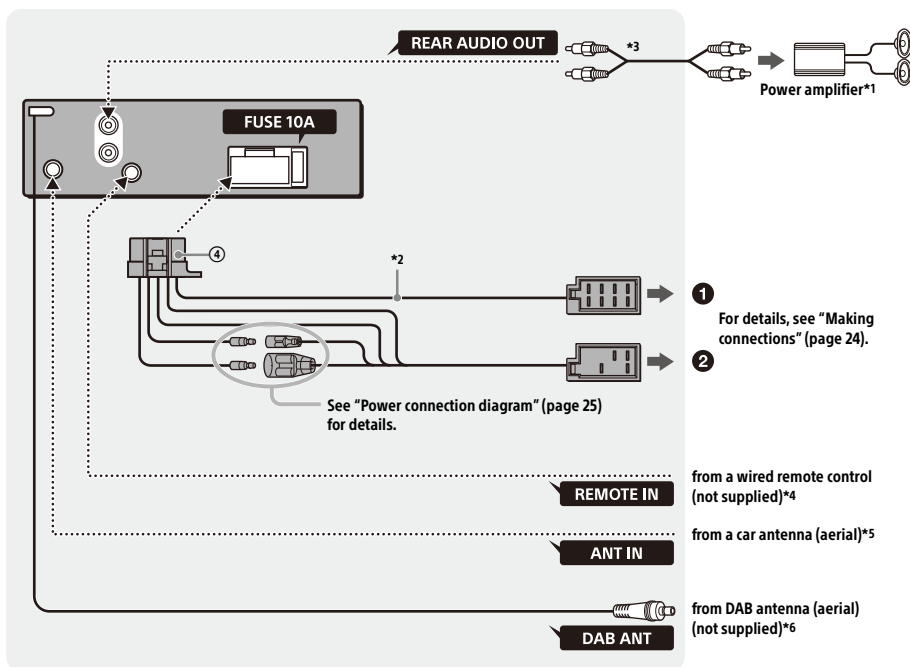 REAR AUDIO OUT
*3
Power amplifier*1
FUSE 10A
④
*2
❶
For details, see “Making
connections” (page 24).
❷
See “Power connection diagram” (page 25)
for details.
from a wired remote control
(not supplied)*4
REMOTE IN
from a car antenna (aerial)*5
ANT IN
from DAB antenna (aerial)
(not supplied)*6
DAB ANT